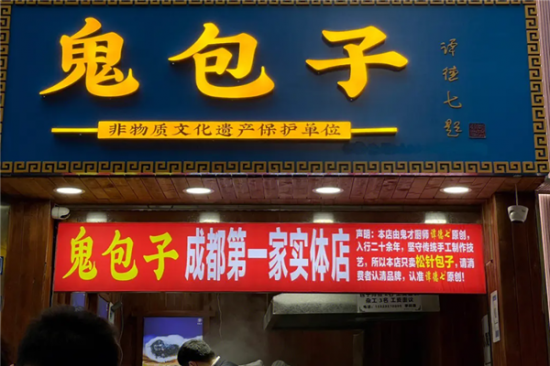 鬼包子
谭德七题
非物质文化遗产保护单位
鬼包子 成都第一家实体店
声明：本店由鬼才厨师谭德七原创，
入行二十余年，坚守传统手工制作技
艺，所以本店只卖松针包子，请消
费者认清品牌，认准谭德七原创！